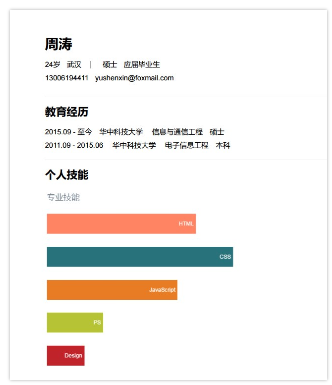 周涛
24岁 武汉 | 硕士 应届毕业生
13006194411 yushenxin@foxmail.com
教育经历
2015.09 - 至今 华中科技大学 信息与通信工程 硕士
2011.09 - 2015.06 华中科技大学 电子信息工程 本科
个人技能
专业技能
HTML
CSS
JavaScript
PS
Design